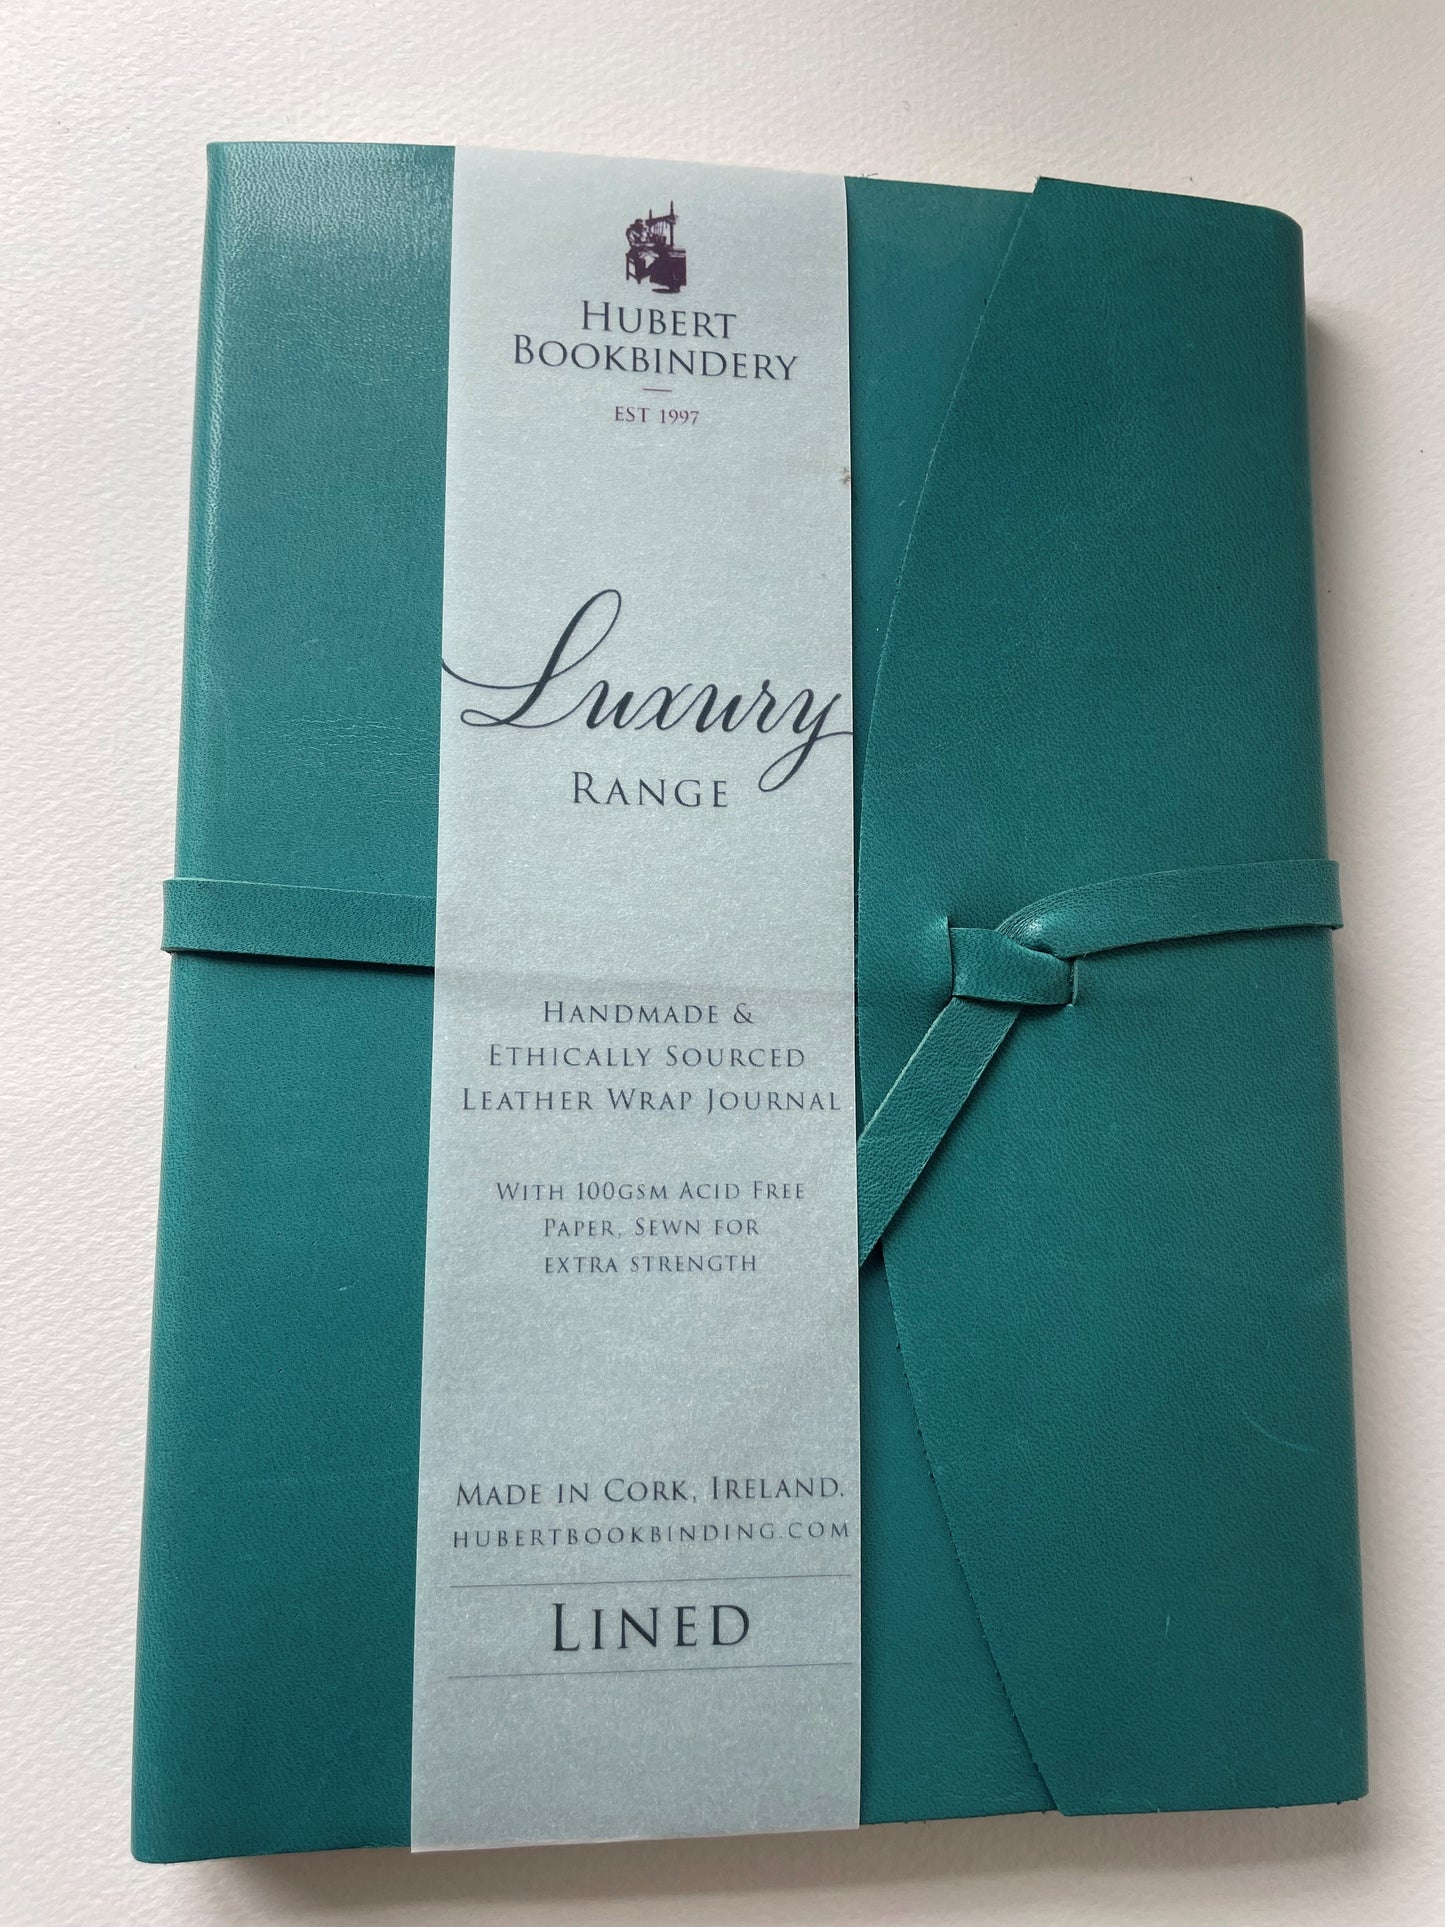 HUBERT
BOOKBINDERY
EST 1997
Luxury
RANGE
HANDMADE &
ETHICALLY SOURCED
LEATHER WRAP JOURNAL
WITH 100GSM ACID FREE
PAPER, SEWN FOR
EXTRA STRENGTH
MADE IN CORK, IRELAND.
HUBERTBOOKBINDING.COM
LINED